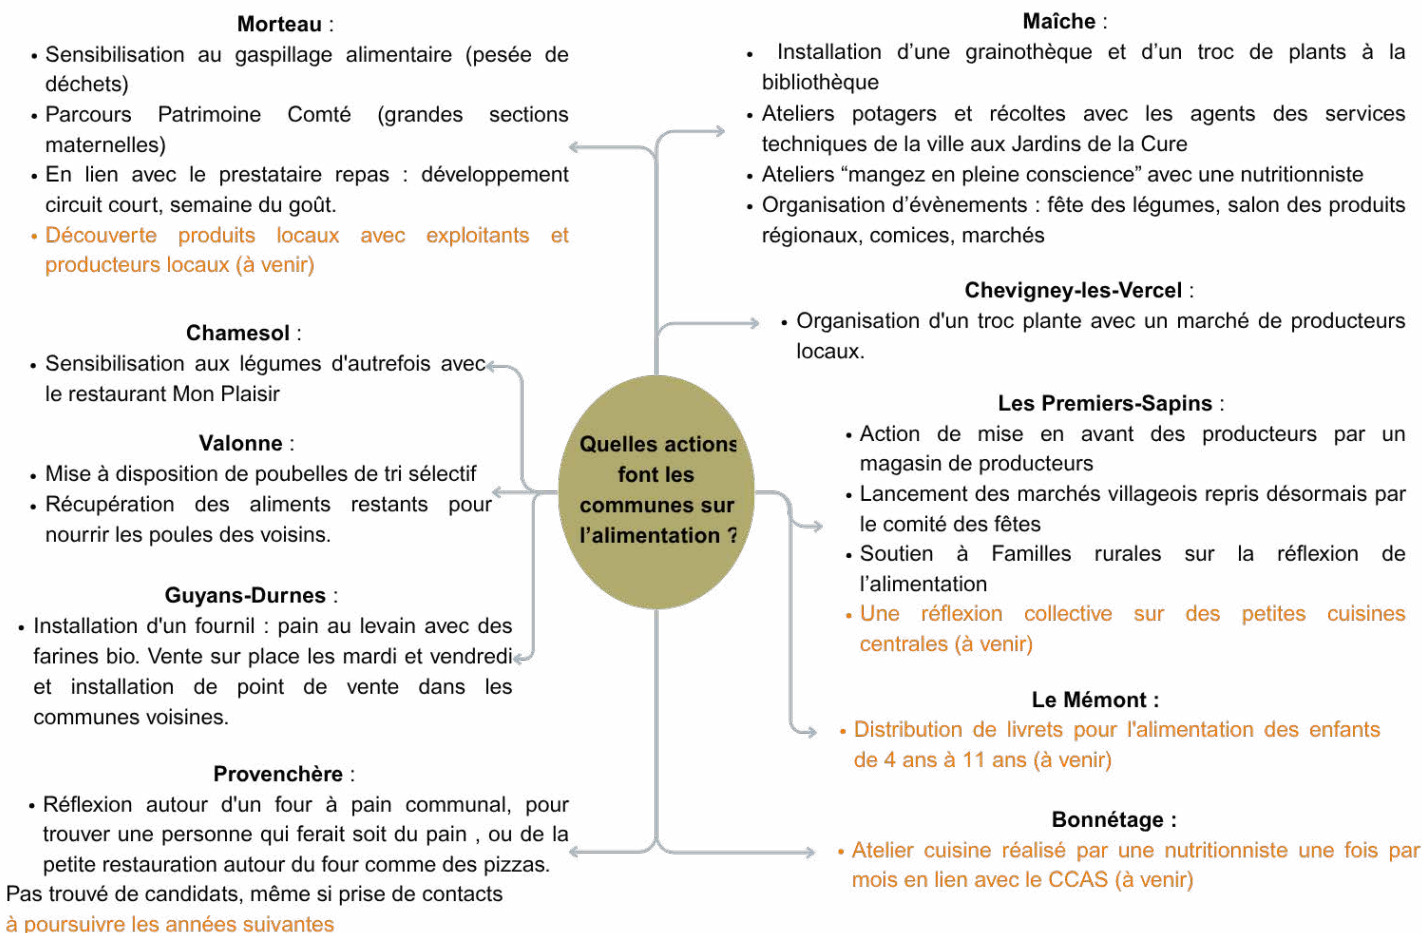 Morteau :
• Sensibilisation au gaspillage alimentaire (pesée de
déchets)
• Parcours Patrimoine Comté (grandes sections
maternelles)
• En lien avec le prestataire repas : développement
circuit court, semaine du goût.
• Découverte produits locaux avec exploitants et
producteurs locaux (à venir)
Chamesol :
• Sensibilisation aux légumes d'autrefois avec
le restaurant Mon Plaisir
Valonne :
• Mise à disposition de poubelles de tri sélectif
• Récupération des aliments restants pour
nourrir les poules des voisins.
Guyans-Durnes :
• Installation d'un fournil : pain au levain avec des
farines bio. Vente sur place les mardi et vendredi
et installation de point de vente dans les
communes voisines.
Provenchère :
• Réflexion autour d'un four à pain communal, pour
trouver une personne qui ferait soit du pain , ou de la
petite restauration autour du four comme des pizzas.
Pas trouvé de candidats, même si prise de contacts
à poursuivre les années suivantes
Quelles actions
font les
communes sur
l’alimentation ?
Maîche :
• Installation d’une grainothèque et d’un troc de plants à la
bibliothèque
• Ateliers potagers et récoltes avec les agents des services
techniques de la ville aux Jardins de la Cure
• Ateliers “mangez en pleine conscience” avec une nutritionniste
• Organisation d’évènements : fête des légumes, salon des produits
régionaux, comices, marchés
Chevigney-les-Vercel :
• Organisation d'un troc plante avec un marché de producteurs
locaux.
Les Premiers-Sapins :
• Action de mise en avant des producteurs par un
magasin de producteurs
• Lancement des marchés villageois repris désormais par
le comité des fêtes
• Soutien à Familles rurales sur la réflexion de
l’alimentation
• Une réflexion collective sur des petites cuisines
centrales (à venir)
Le Mémont :
• Distribution de livrets pour l'alimentation des enfants
de 4 ans à 11 ans (à venir)
Bonnétage :
• Atelier cuisine réalisé par une nutritionniste une fois par
mois en lien avec le CCAS (à venir)